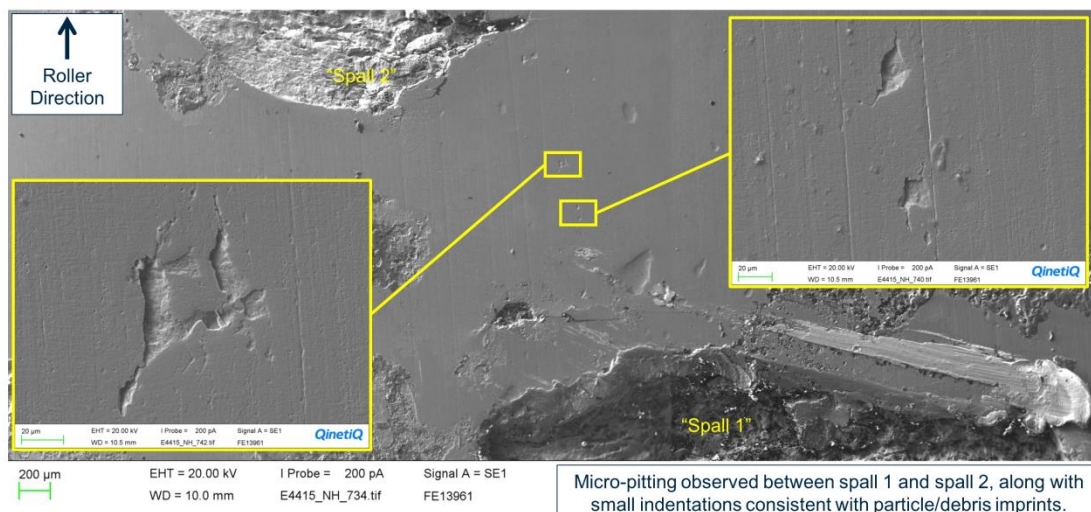 Roller
Direction
“Spall 2”
EHT = 20.00 kV I Probe = 200 pA Signal A = SE1 QinetiQ
20 µm WD = 10.5 mm E4415_NH_740.tif FE13961
EHT = 20.00 kV I Probe = 200 pA Signal A = SE1 QinetiQ
20 µm WD = 10.5 mm E4415_NH_742.tif FE13961
“Spall 1”
200 µm EHT = 20.00 kV I Probe = 200 pA Signal A = SE1
WD = 10.0 mm E4415_NH_734.tif FE13961
Micro-pitting observed between spall 1 and spall 2, along with
small indentations consistent with particle/debris imprints.